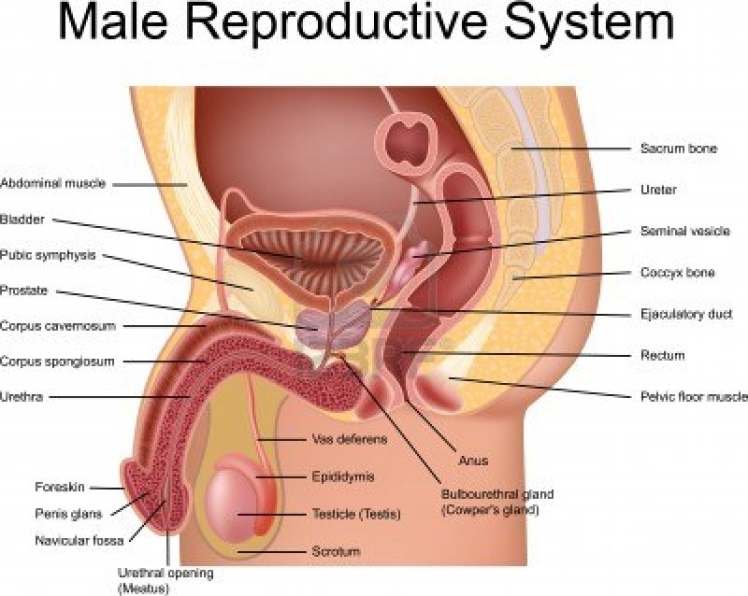 Male Reproductive System
Abdominal muscle
Bladder
Pubic symphysis
Prostate
Corpus cavernosum
Corpus spongiosum
Urethra
Foreskin
Penis glans
Navicular fossa
Urethral opening
(Meatus)
Sacrum bone
Ureter
Seminal vesicle
Coccyx bone
Ejaculatory duct
Rectum
Pelvic floor muscle
Vas deferens
Epididymis
Testicle (Testis)
Scrotum
Anus
Bulbourethral gland
(Cowper's gland)